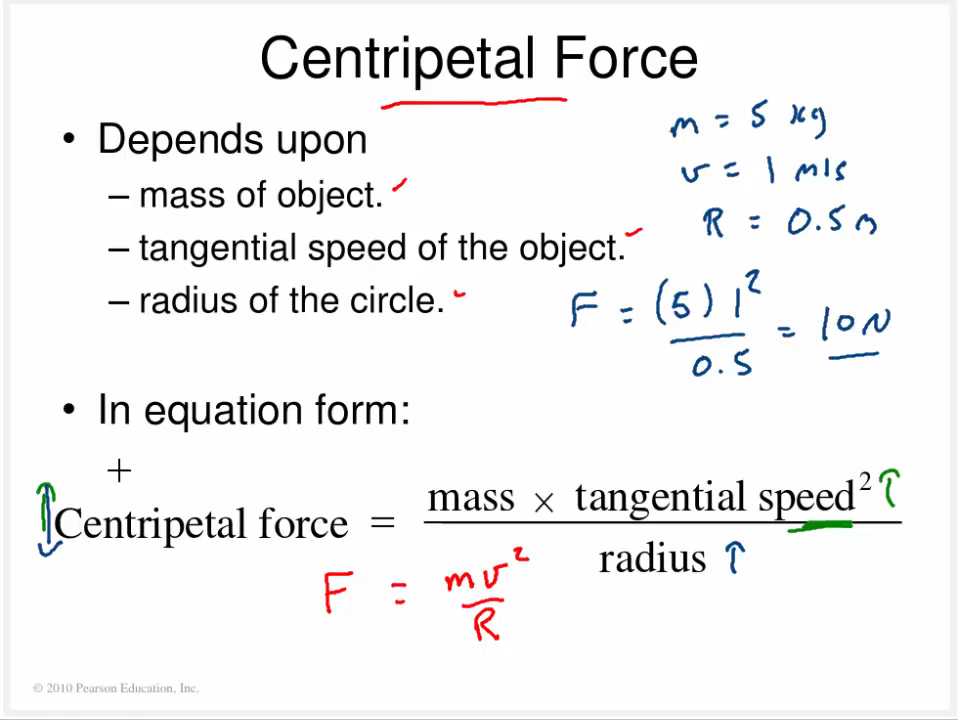 Centripetal Force
• Depends upon
– mass of object.
– tangential speed of the object.
– radius of the circle.
m = 5 kg
v = 1 m/s
R = 0.5 m
F = (5) 1² / 0.5 = 10 N
• In equation form:
+
↑↓ Centripetal force = mass × tangential speed² ↑ / radius ↑
F = mv² / R
© 2010 Pearson Education, Inc.